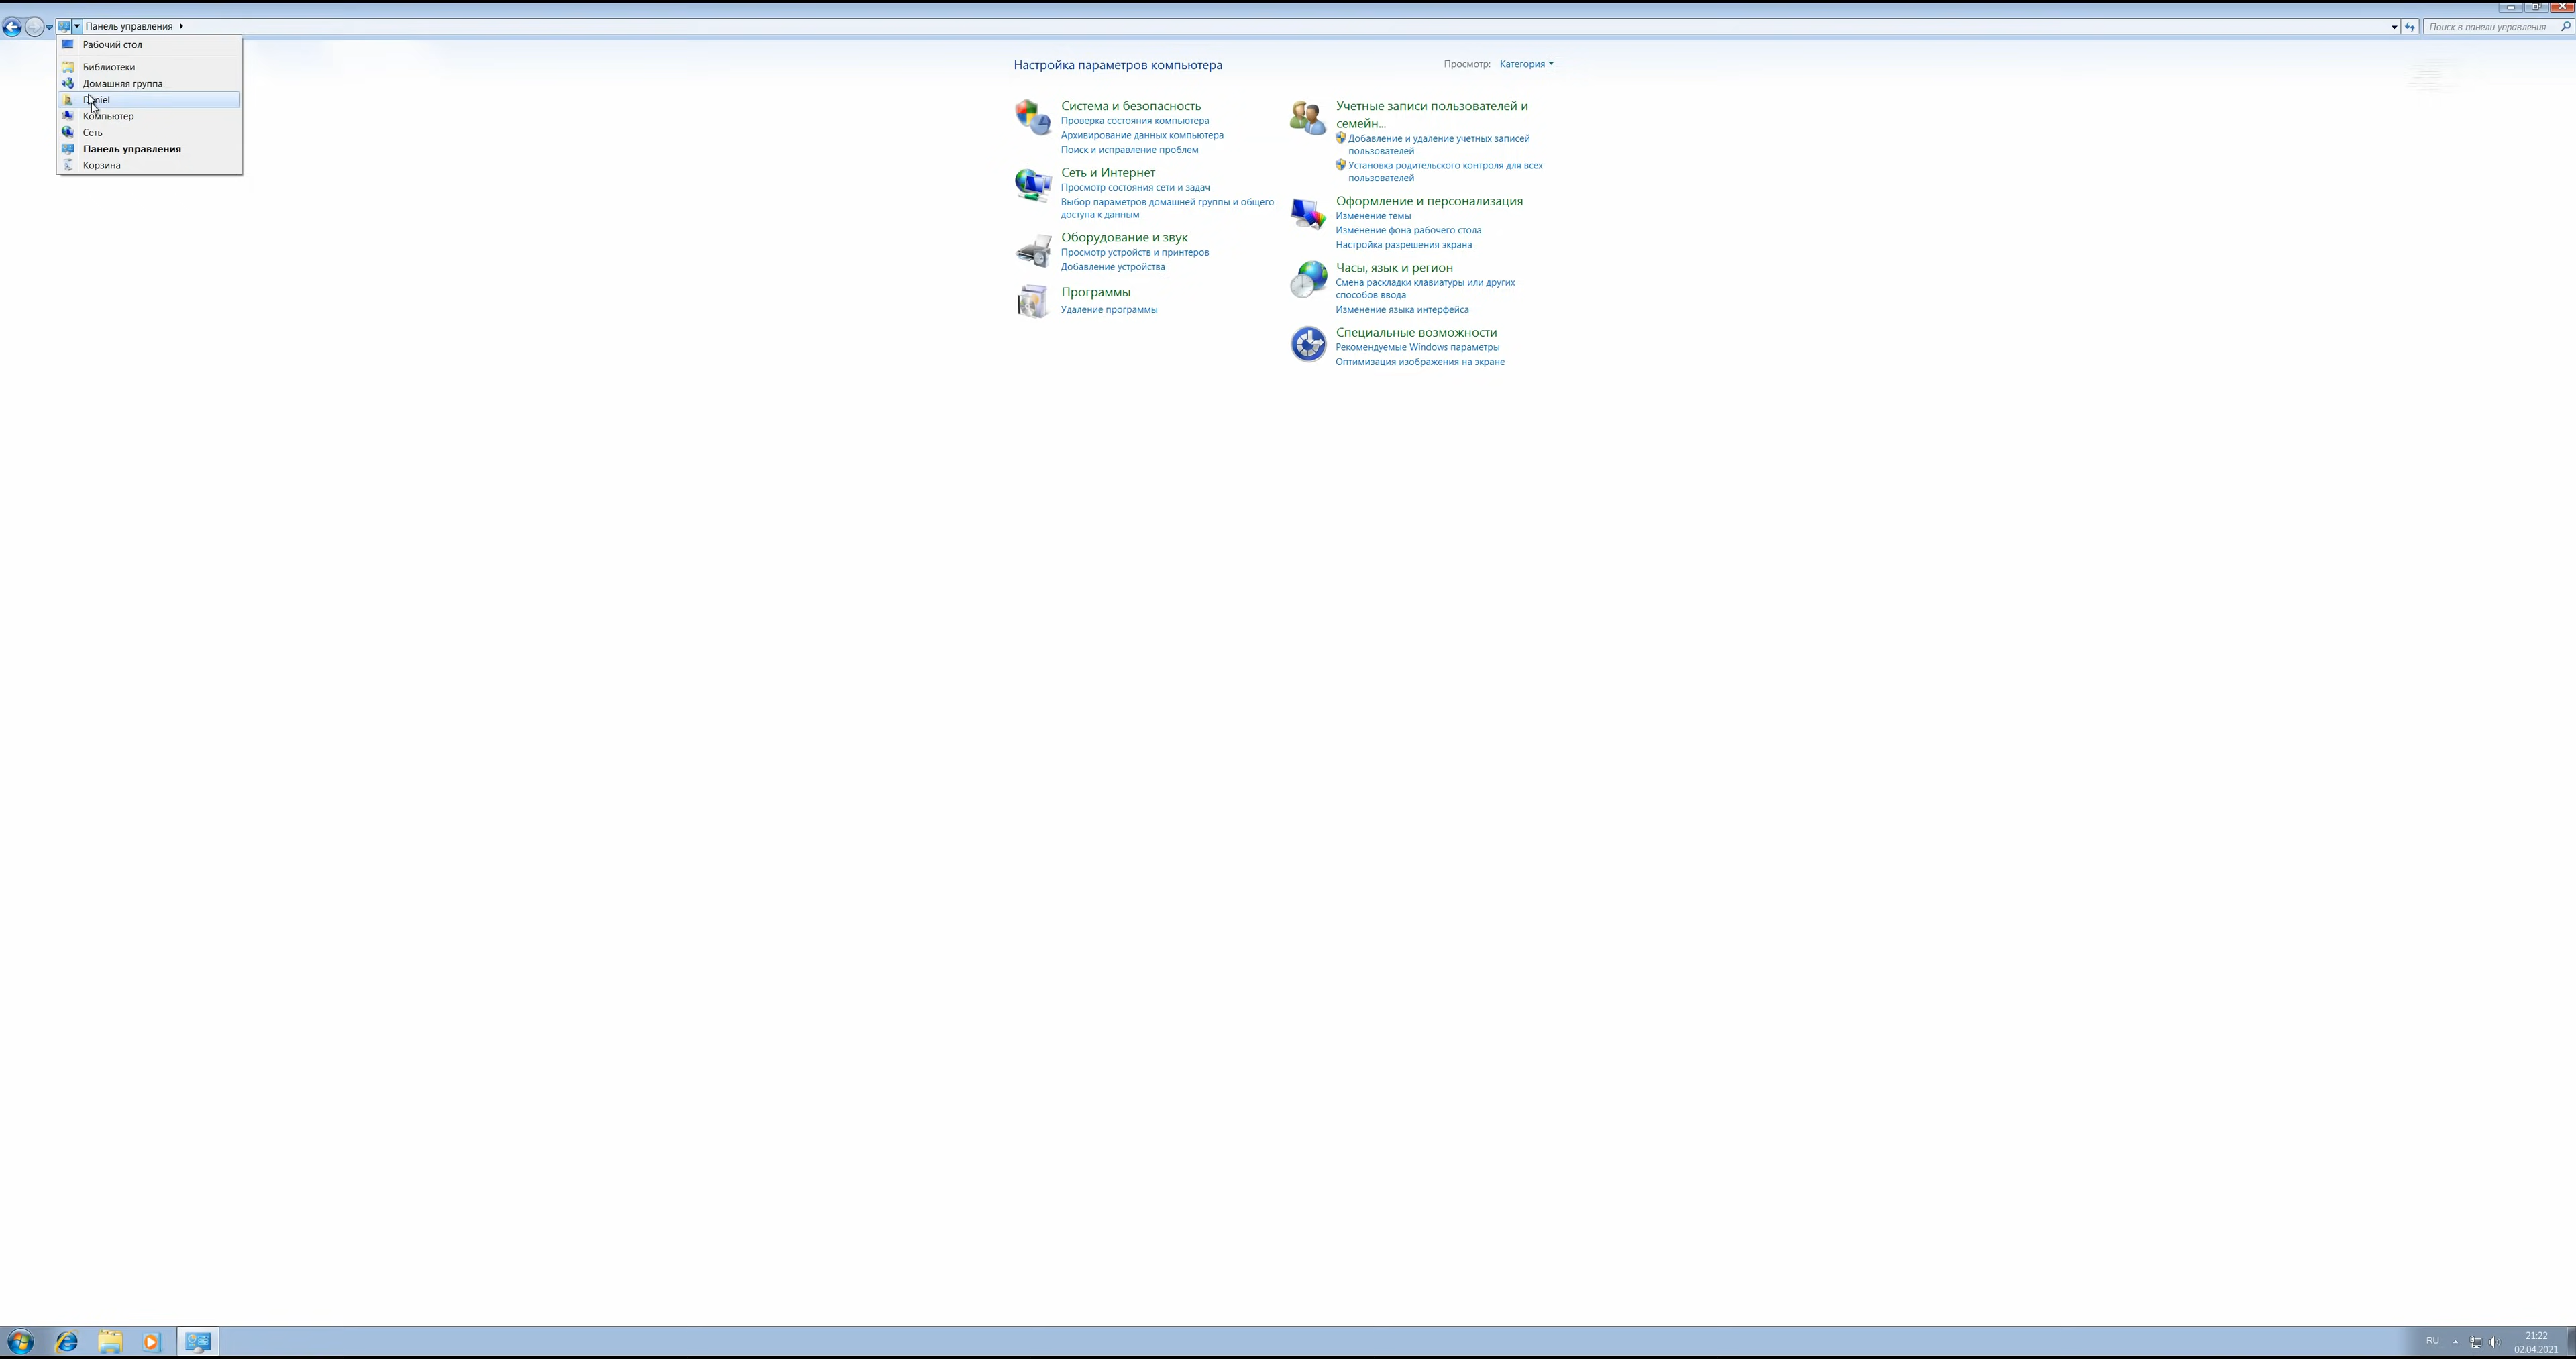 Панель управления
Поиск в панели управления
Рабочий стол
Библиотеки
Домашняя группа
Компьютер
Сеть
Панель управления
Корзина
Настройка параметров компьютера
Просмотр: Категория
Система и безопасность
Проверка состояния компьютера
Архивирование данных компьютера
Поиск и исправление проблем
Сеть и Интернет
Просмотр состояния сети и задач
Выбор параметров домашней группы и общего
доступа к данным
Оборудование и звук
Просмотр устройств и принтеров
Добавление устройства
Программы
Удаление программы
Учетные записи пользователей и
семейн...
Добавление и удаление учетных записей
пользователей
Установка родительского контроля для всех
пользователей
Оформление и персонализация
Изменение темы
Изменение фона рабочего стола
Настройка разрешения экрана
Часы, язык и регион
Смена раскладки клавиатуры или других
способов ввода
Изменение языка интерфейса
Специальные возможности
Рекомендуемые Windows параметры
Оптимизация изображения на экране
RU
21:22
02.04.2021